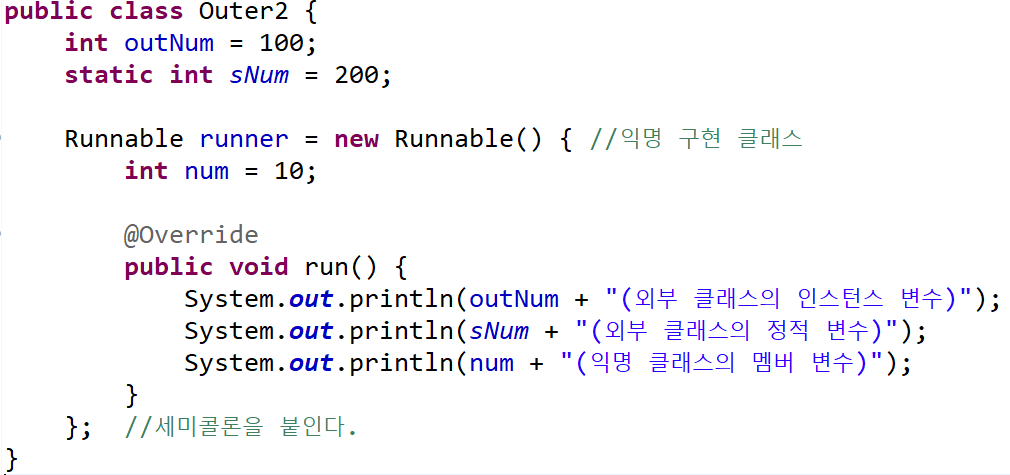 public class Outer2 {
    int outNum = 100;
    static int sNum = 200;

    Runnable runner = new Runnable() { //익명 구현 클래스
        int num = 10;

        @Override
        public void run() {
            System.out.println(outNum + "(외부 클래스의 인스턴스 변수)");
            System.out.println(sNum + "(외부 클래스의 정적 변수)");
            System.out.println(num + "(익명 클래스의 멤버 변수)");
        }
    };  //세미콜론을 붙인다.
}